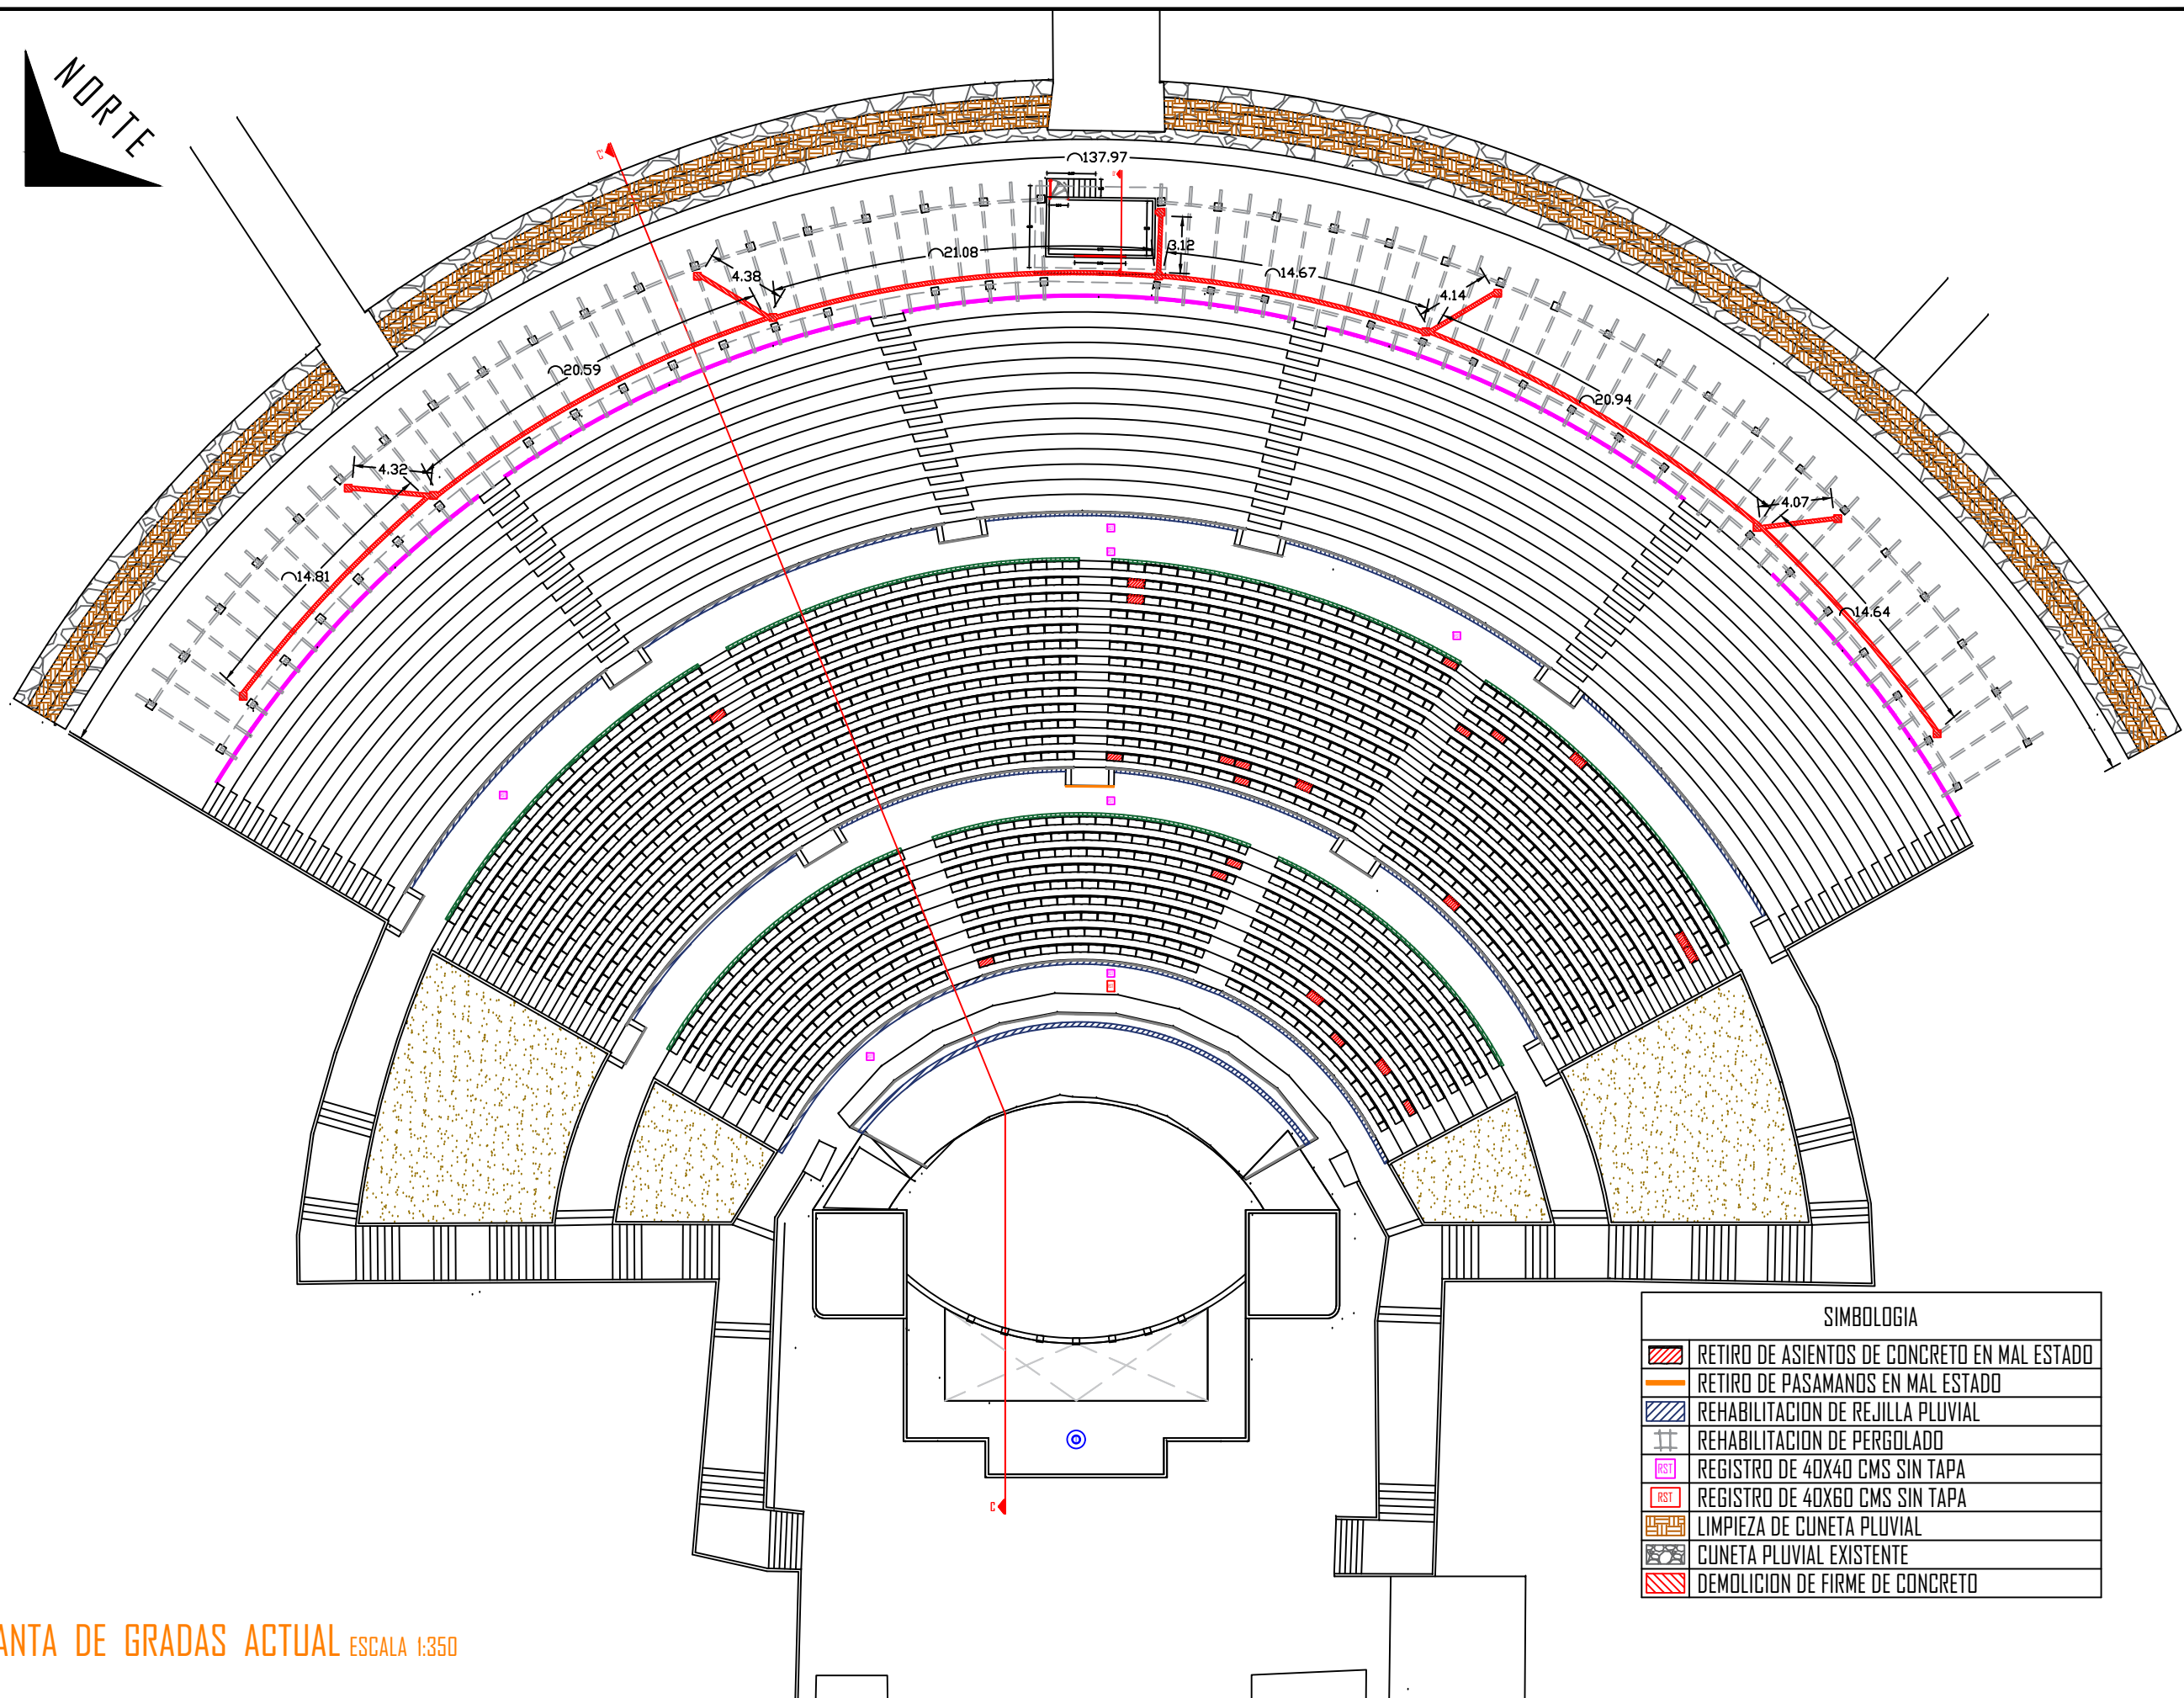 NORTE
C'
137.97
21.08
3.12
14.67
4.38
4.14
20.59
20.94
4.32
4.07
14.81
14.64
C
SIMBOLOGIA
RETIRO DE ASIENTOS DE CONCRETO EN MAL ESTADO
RETIRO DE PASAMANOS EN MAL ESTADO
REHABILITACION DE REJILLA PLUVIAL
REHABILITACION DE PERGOLADO
RST REGISTRO DE 40X40 CMS SIN TAPA
RST REGISTRO DE 40X60 CMS SIN TAPA
LIMPIEZA DE CUNETA PLUVIAL
CUNETA PLUVIAL EXISTENTE
DEMOLICION DE FIRME DE CONCRETO
ANTA DE GRADAS ACTUAL ESCALA 1:350